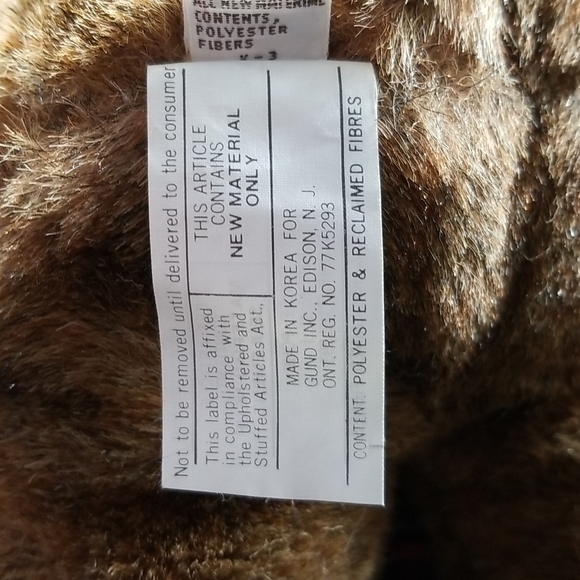 ALL NEW MATERIAL
CONTENTS,
POLYESTER
FIBERS
K-3
Not to be removed until delivered to the consumer
THIS ARTICLE
CONTAINS
NEW MATERIAL
ONLY
This label is affixed
in compliance with
the Upholstered and
Stuffed Articles Act.,
MADE IN KOREA FOR
GUND INC., EDISON, N. J.
ONT. REG. NO. 77K5293
CONTENT: POLYESTER & RECLAIMED FIBRES